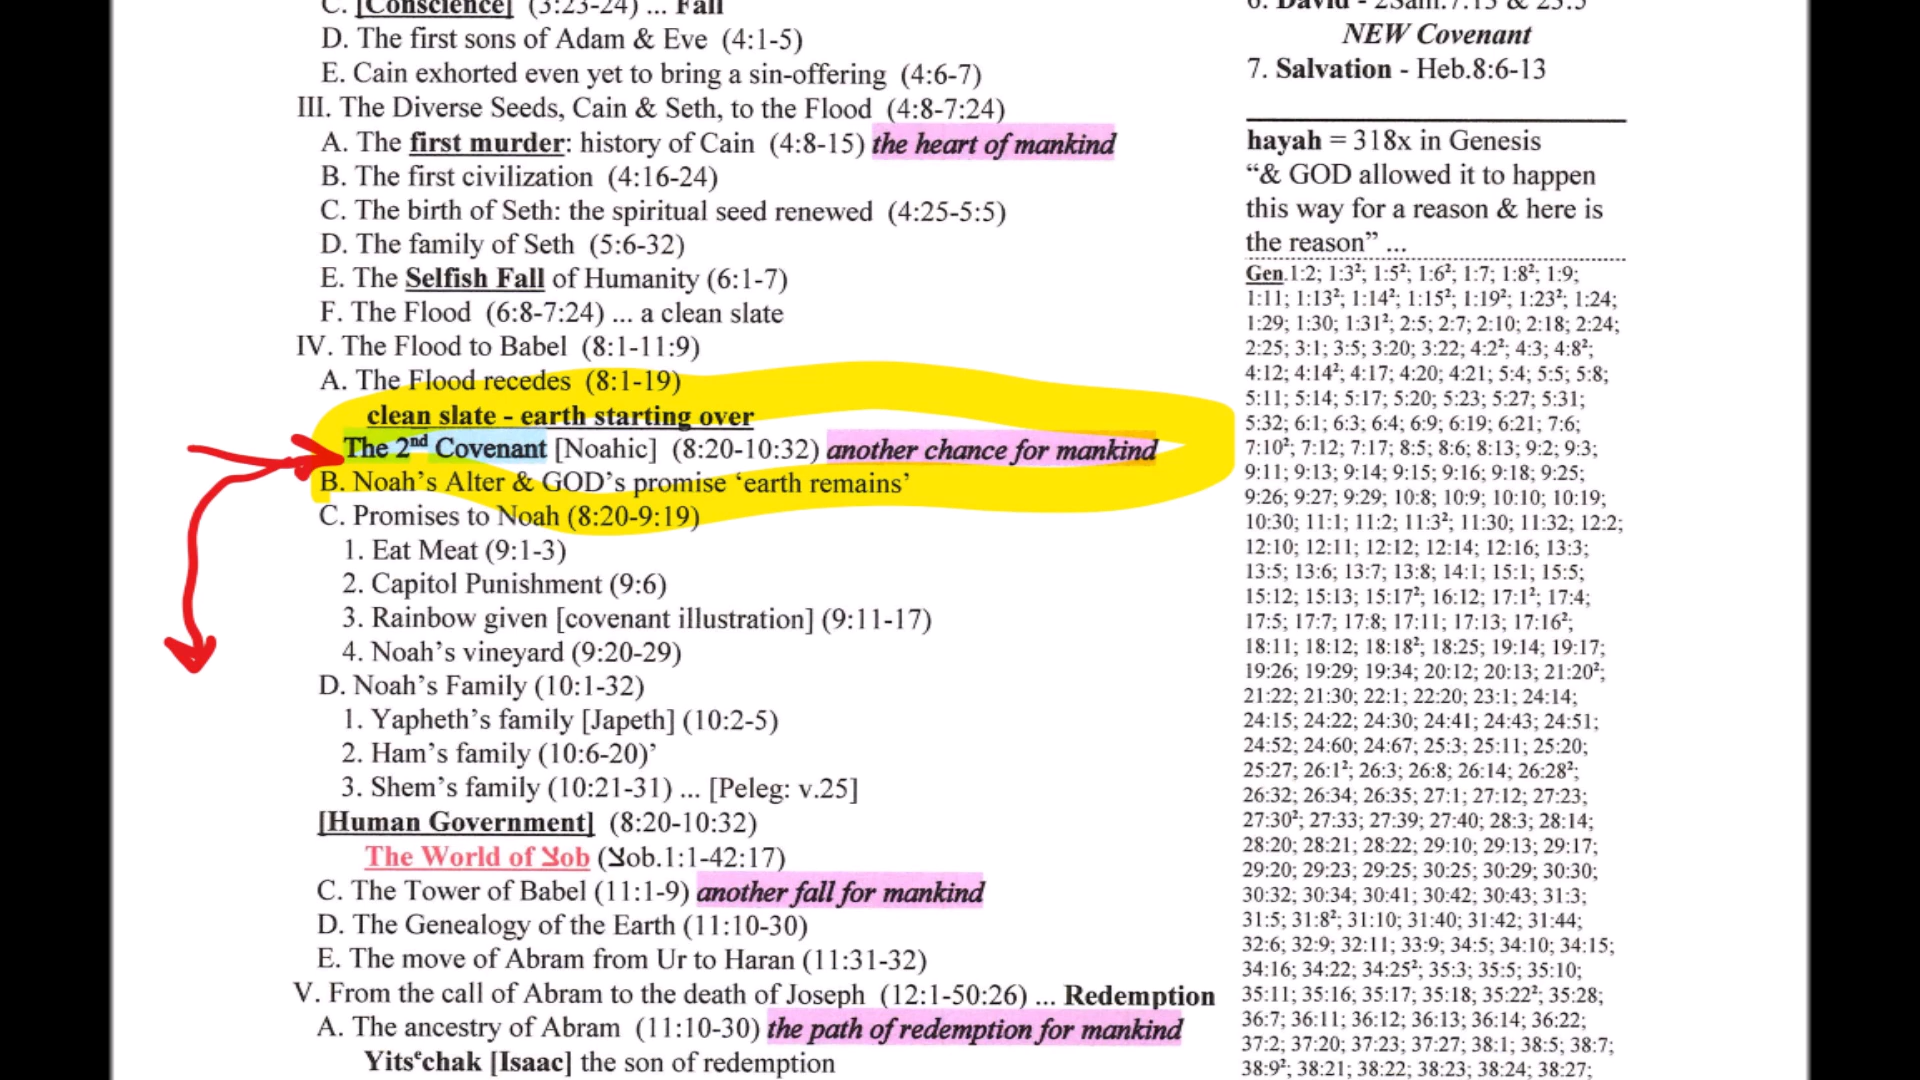 C. [Conscience] (3:23-24) ... Fall
D. The first sons of Adam & Eve (4:1-5)
E. Cain exhorted even yet to bring a sin-offering (4:6-7)
III. The Diverse Seeds, Cain & Seth, to the Flood (4:8-7:24)
A. The first murder: history of Cain (4:8-15) the heart of mankind
B. The first civilization (4:16-24)
C. The birth of Seth: the spiritual seed renewed (4:25-5:5)
D. The family of Seth (5:6-32)
E. The Selfish Fall of Humanity (6:1-7)
F. The Flood (6:8-7:24) ... a clean slate
IV. The Flood to Babel (8:1-11:9)
A. The Flood recedes (8:1-19)
clean slate - earth starting over
The 2nd Covenant [Noahic] (8:20-10:32) another chance for mankind
B. Noah's Alter & GOD's promise ‘earth remains’
C. Promises to Noah (8:20-9:19)
1. Eat Meat (9:1-3)
2. Capitol Punishment (9:6)
3. Rainbow given [covenant illustration] (9:11-17)
4. Noah's vineyard (9:20-29)
D. Noah's Family (10:1-32)
1. Yapheth's family [Japeth] (10:2-5)
2. Ham's family (10:6-20)’
3. Shem's family (10:21-31) ... [Peleg: v.25]
[Human Government] (8:20-10:32)
The World of צob (צob.1:1-42:17)
C. The Tower of Babel (11:1-9) another fall for mankind
D. The Genealogy of the Earth (11:10-30)
E. The move of Abram from Ur to Haran (11:31-32)
V. From the call of Abram to the death of Joseph (12:1-50:26) ... Redemption
A. The ancestry of Abram (11:10-30) the path of redemption for mankind
Yitsᵉchak [Isaac] the son of redemption
6. David - 2Sam.7:15 & 23:5
NEW Covenant
7. Salvation - Heb.8:6-13
hayah = 318x in Genesis
“& GOD allowed it to happen
this way for a reason & here is
the reason” ...
Gen.1:2; 1:3²; 1:5²; 1:6²; 1:7; 1:8²; 1:9;
1:11; 1:13²; 1:14²; 1:15²; 1:19²; 1:23²; 1:24;
1:29; 1:30; 1:31²; 2:5; 2:7; 2:10; 2:18; 2:24;
2:25; 3:1; 3:5; 3:20; 3:22; 4:2²; 4:3; 4:8²;
4:12; 4:14²; 4:17; 4:20; 4:21; 5:4; 5:5; 5:8;
5:11; 5:14; 5:17; 5:20; 5:23; 5:27; 5:31;
5:32; 6:1; 6:3; 6:4; 6:9; 6:19; 6:21; 7:6;
7:10²; 7:12; 7:17; 8:5; 8:6; 8:13; 9:2; 9:3;
9:11; 9:13; 9:14; 9:15; 9:16; 9:18; 9:25;
9:26; 9:27; 9:29; 10:8; 10:9; 10:10; 10:19;
10:30; 11:1; 11:2; 11:3²; 11:30; 11:32; 12:2;
12:10; 12:11; 12:12; 12:14; 12:16; 13:3;
13:5; 13:6; 13:7; 13:8; 14:1; 15:1; 15:5;
15:12; 15:13; 15:17²; 16:12; 17:1²; 17:4;
17:5; 17:7; 17:8; 17:11; 17:13; 17:16²;
18:11; 18:12; 18:18²; 18:25; 19:14; 19:17;
19:26; 19:29; 19:34; 20:12; 20:13; 21:20²;
21:22; 21:30; 22:1; 22:20; 23:1; 24:14;
24:15; 24:22; 24:30; 24:41; 24:43; 24:51;
24:52; 24:60; 24:67; 25:3; 25:11; 25:20;
25:27; 26:1²; 26:3; 26:8; 26:14; 26:28²;
26:32; 26:34; 26:35; 27:1; 27:12; 27:23;
27:30²; 27:33; 27:39; 27:40; 28:3; 28:14;
28:20; 28:21; 28:22; 29:10; 29:13; 29:17;
29:20; 29:23; 29:25; 30:25; 30:29; 30:30;
30:32; 30:34; 30:41; 30:42; 30:43; 31:3;
31:5; 31:8²; 31:10; 31:40; 31:42; 31:44;
32:6; 32:9; 32:11; 33:9; 34:5; 34:10; 34:15;
34:16; 34:22; 34:25²; 35:3; 35:5; 35:10;
35:11; 35:16; 35:17; 35:18; 35:22²; 35:28;
36:7; 36:11; 36:12; 36:13; 36:14; 36:22;
37:2; 37:20; 37:23; 37:27; 38:1; 38:5; 38:7;
38:9²; 38:21; 38:22; 38:23; 38:24; 38:27;